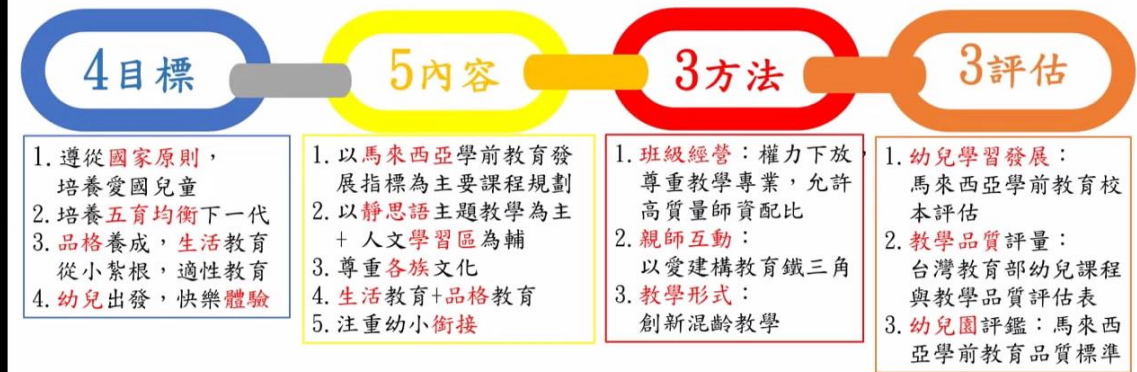 4目標
1. 遵從國家原則，
培養愛國兒童
2. 培養五育均衡下一代
3. 品格養成，生活教育
從小紮根，適性教育
4. 幼兒出發，快樂體驗
5內容
1. 以馬來西亞學前教育發
展指標為主要課程規劃
2. 以靜思語主題教學為主
+ 人文學習區為輔
3. 尊重各族文化
4. 生活教育+品格教育
5. 注重幼小銜接
3方法
1. 班級經營：權力下放，
尊重教學專業，允許
高質量師資配比
2. 親師互動：
以愛建構教育鐵三角
3. 教學形式：
創新混齡教學
3評估
1. 幼兒學習發展：
馬來西亞學前教育校
本評估
2. 教學品質評量：
台灣教育部幼兒課程
與教學品質評估表
3. 幼兒園評鑑：馬來西
亞學前教育品質標準